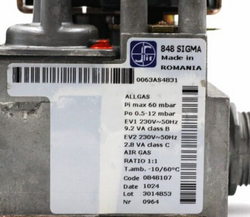 848 SIGMA
Made in
ROMANIA
0063AS4831
ALLGAS
Pi max 60 mbar
Po 0.5-12 mbar
EV1 230V~50Hz
9.2 VA class B
EV2 230V~50Hz
2.8 VA class C
AIR GAS
RATIO 1:1
T.amb. -10/60°C
Code 0848107
Date 1024
Lot 3014853
Nr 0964